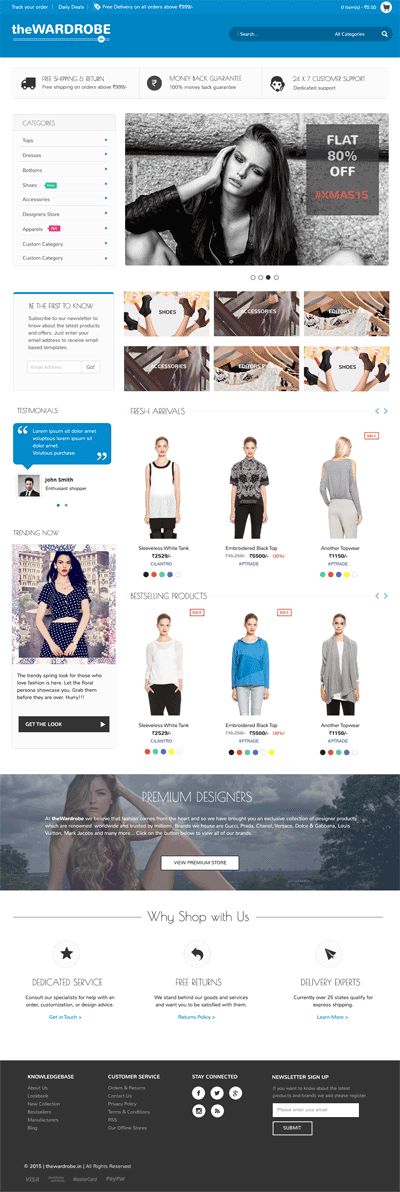 Track your order
Daily Deals
Free Delivery on all orders above ₹999/-
0 Item(s) - ₹0.00
theWARDROBE
Search...
All Categories
FREE SHIPPING & RETURN
Free shipping on orders above ₹999/-
MONEY BACK GUARANTEE
100% money back guarantee
24 X 7 CUSTOMER SUPPORT
Dedicated support
CATEGORIES
Tops
Dresses
Bottoms
Shoes
Accessories
Designers Store
Apparels
Custom Category
Custom Category
FLAT
80%
OFF
#XMAS15
BE THE FIRST TO KNOW
Subscribe to our newsletter to
know about the latest products
and offers. Just enter your
email address to receive email
based templates.
Email Address
Go!
SHOES
ACCESSORIES
EDITORS PICK
ACCESSORIES
EDITORS PICK
SHOES
TESTIMONIALS
Lorem ipsum sit dolor amet
voluptous lorem ipsum sit
dolor amet.
Volutous purchase.
John Smith
Enthusiast shopper
FRESH ARRIVALS
SALE
Sleeveless White Tank
₹2529/-
CILANTRO
Embroidered Black Top
₹5500/- (30%)
KPTRADE
Another Topwear
₹1150/-
KPTRADE
TRENDING NOW
The trendy spring look for those who
love fashion is here. Let the floral
persona showcase you. Grab them
before they are over. Hurry!!!
GET THE LOOK
BESTSELLING PRODUCTS
SALE
SALE
Sleeveless White Tank
₹2529/-
CILANTRO
Embroidered Black Top
₹5500/- (30%)
KPTRADE
Another Topwear
₹1150/-
KPTRADE
PREMIUM DESIGNERS
At theWardrobe we believe that fashion comes from the heart and so we have brought you an exclusive collection of designer products
which are renowned worldwide and trusted by millions. Brands we house are Gucci, Prada, Chanel, Versace, Dolce & Gabbana, Louis
Vuitton, Mark Jacobs and many more... Click on the button below to view all of our brands.
VIEW PREMIUM STORE
Why Shop with Us
DEDICATED SERVICE
Consult our specialists for help with an
order, customization, or design advice.
Get in Touch >
FREE RETURNS
We stand behind our goods and services
and want you to be satisfied with them.
Returns Policy >
DELIVERY EXPERTS
Currently over 25 states qualify for
express shipping.
Learn More >
KNOWLEDGEBASE
About Us
Lookbook
New Collection
Bestsellers
Manufacturers
Blog
CUSTOMER SERVICE
Orders & Returns
Contact Us
Privacy Policy
Terms & Conditions
RSS
Our Offline Stores
STAY CONNECTED
NEWSLETTER SIGN UP
If you want to know about the latest
products and brands we add please register.
Please enter your email
SUBMIT
© 2015 | thewardrobe.in | All Rights Reserved
VISA
MasterCard
PayPal